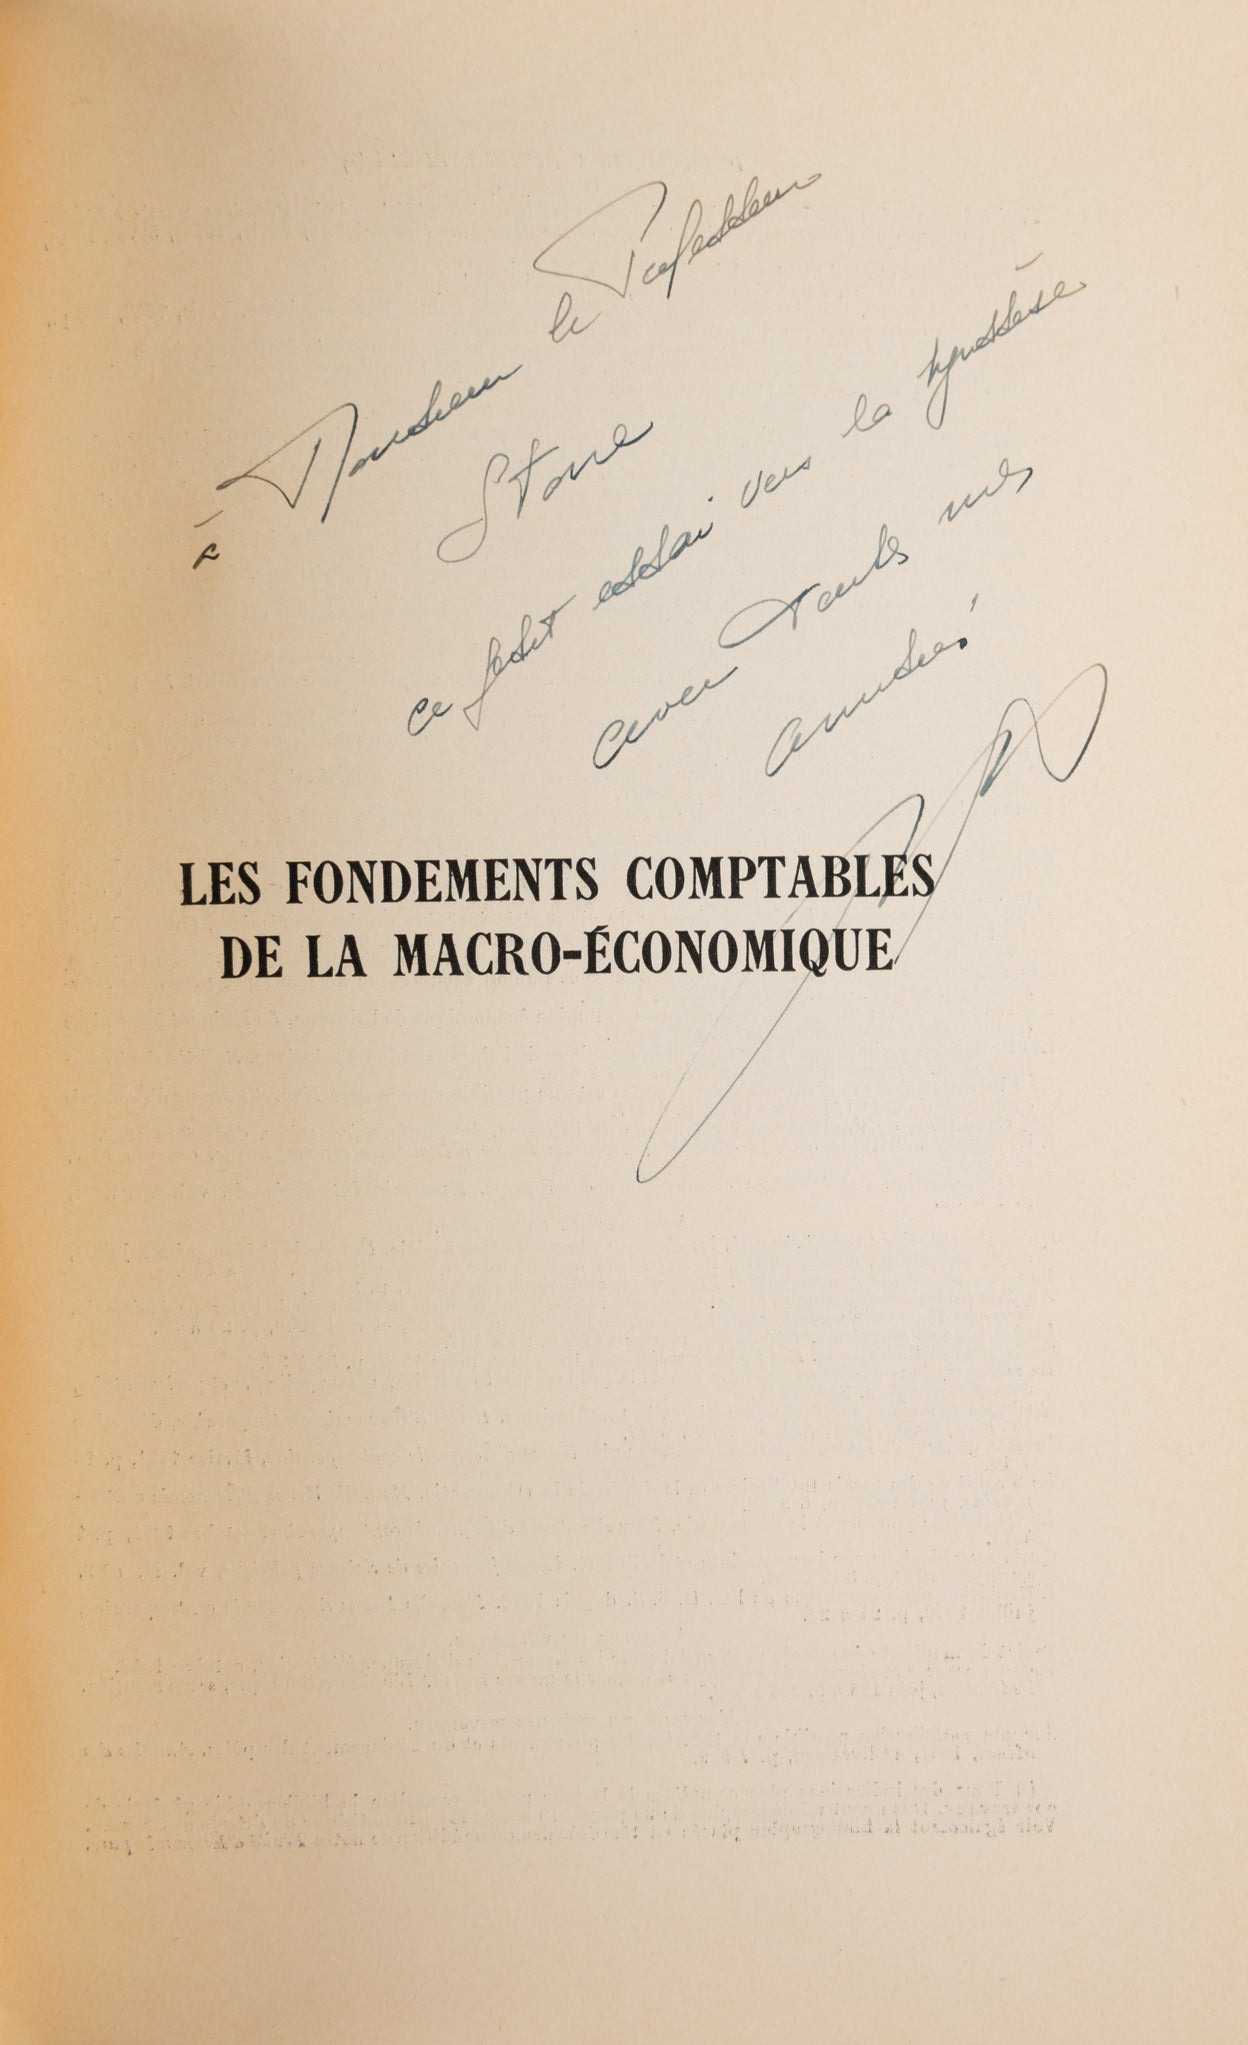 à Monsieur le Professeur
Stone
ce petit essai vers la synthèse
avec toutes mes
amitiés
LES FONDEMENTS COMPTABLES
DE LA MACRO-ÉCONOMIQUE